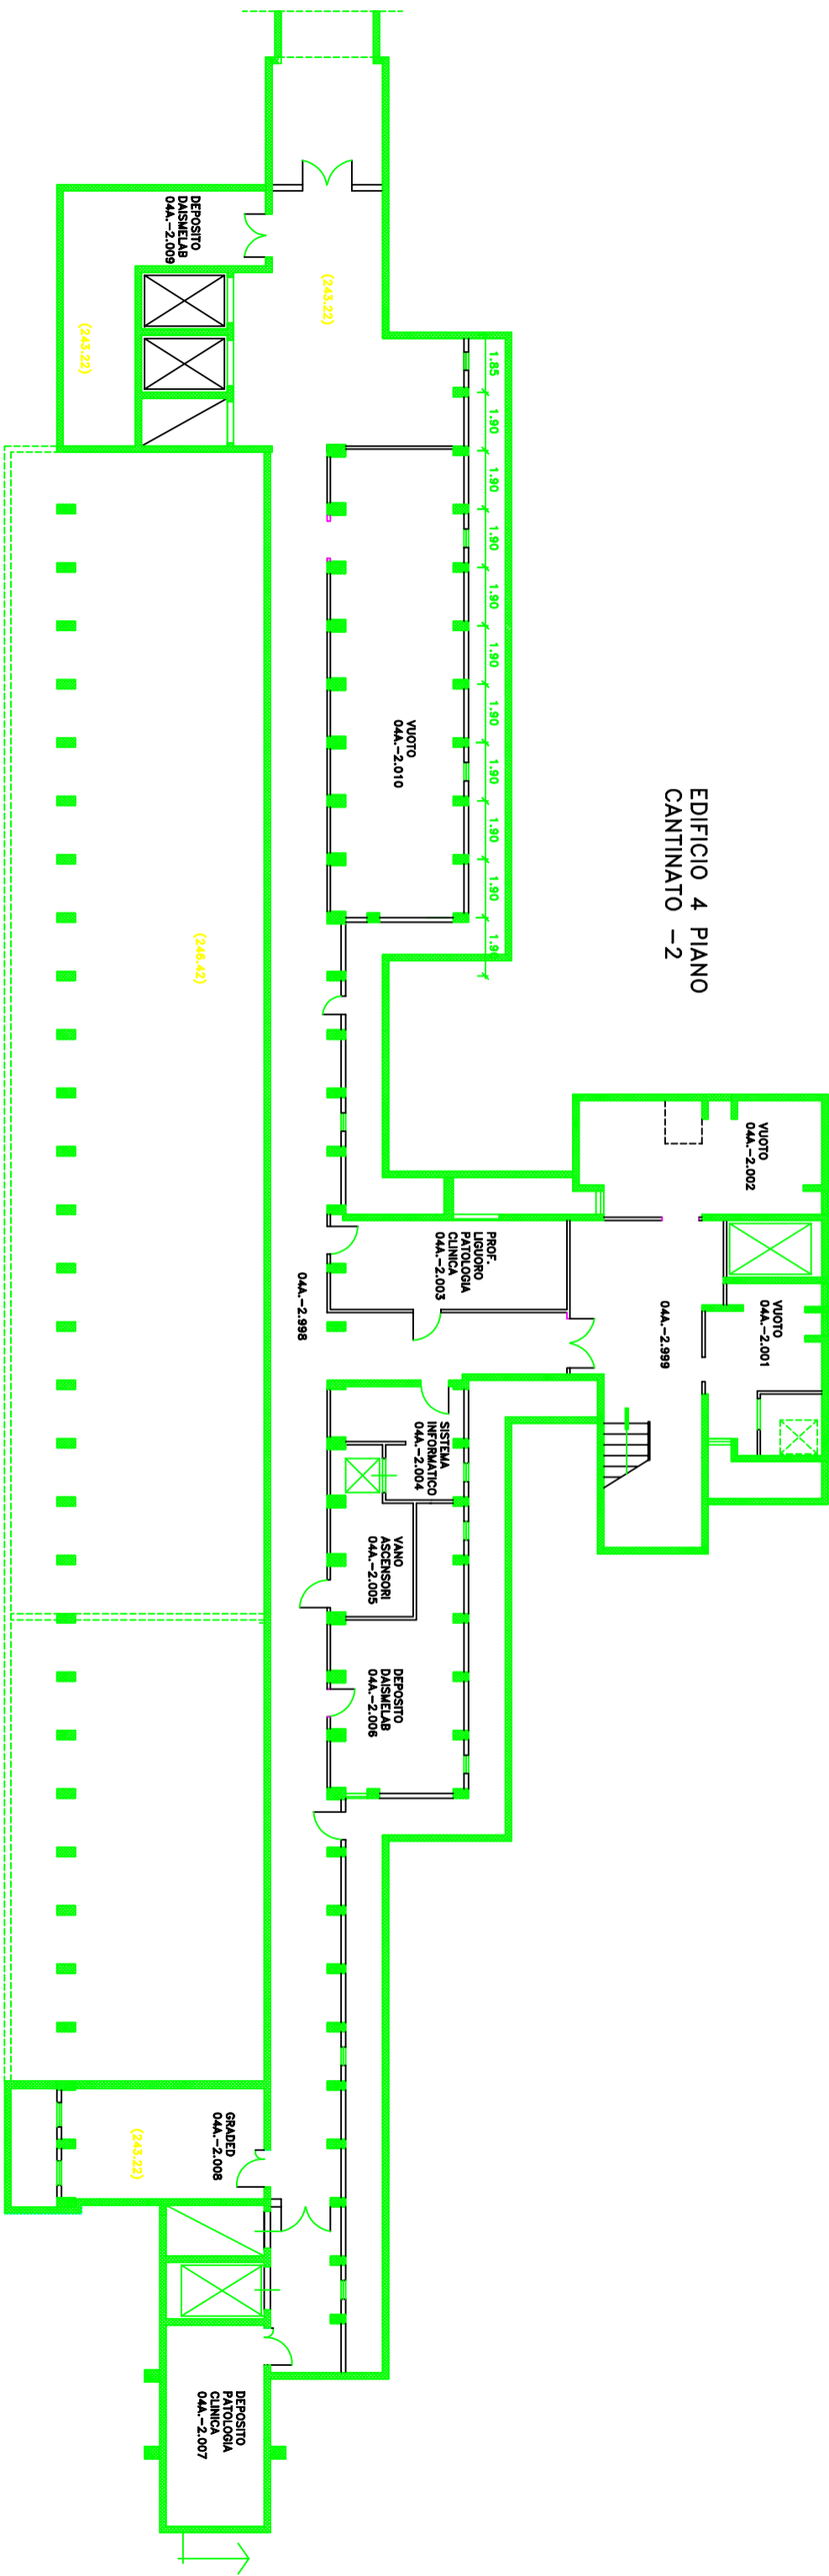 EDIFICIO 4 PIANO
CANTINATO -2
DEPOSITO
DAISMELAB
04A.-2.009
(243.22)
(243.22)
1.85
1.90
1.90
1.90
1.90
1.90
1.90
1.90
1.90
1.90
1.90
VUOTO
04A.-2.010
(246.42)
VUOTO
04A.-2.002
VUOTO
04A.-2.001
04A.-2.999
PROF.
LIGUORO
PATOLOGIA
CLINICA
04A.-2.003
04A.-2.998
SISTEMA
INFORMATICO
04A.-2.004
VANO
ASCENSORI
04A.-2.005
DEPOSITO
DAISMELAB
04A.-2.006
GRADED
04A.-2.008
(243.22)
DEPOSITO
PATOLOGIA
CLINICA
04A.-2.007